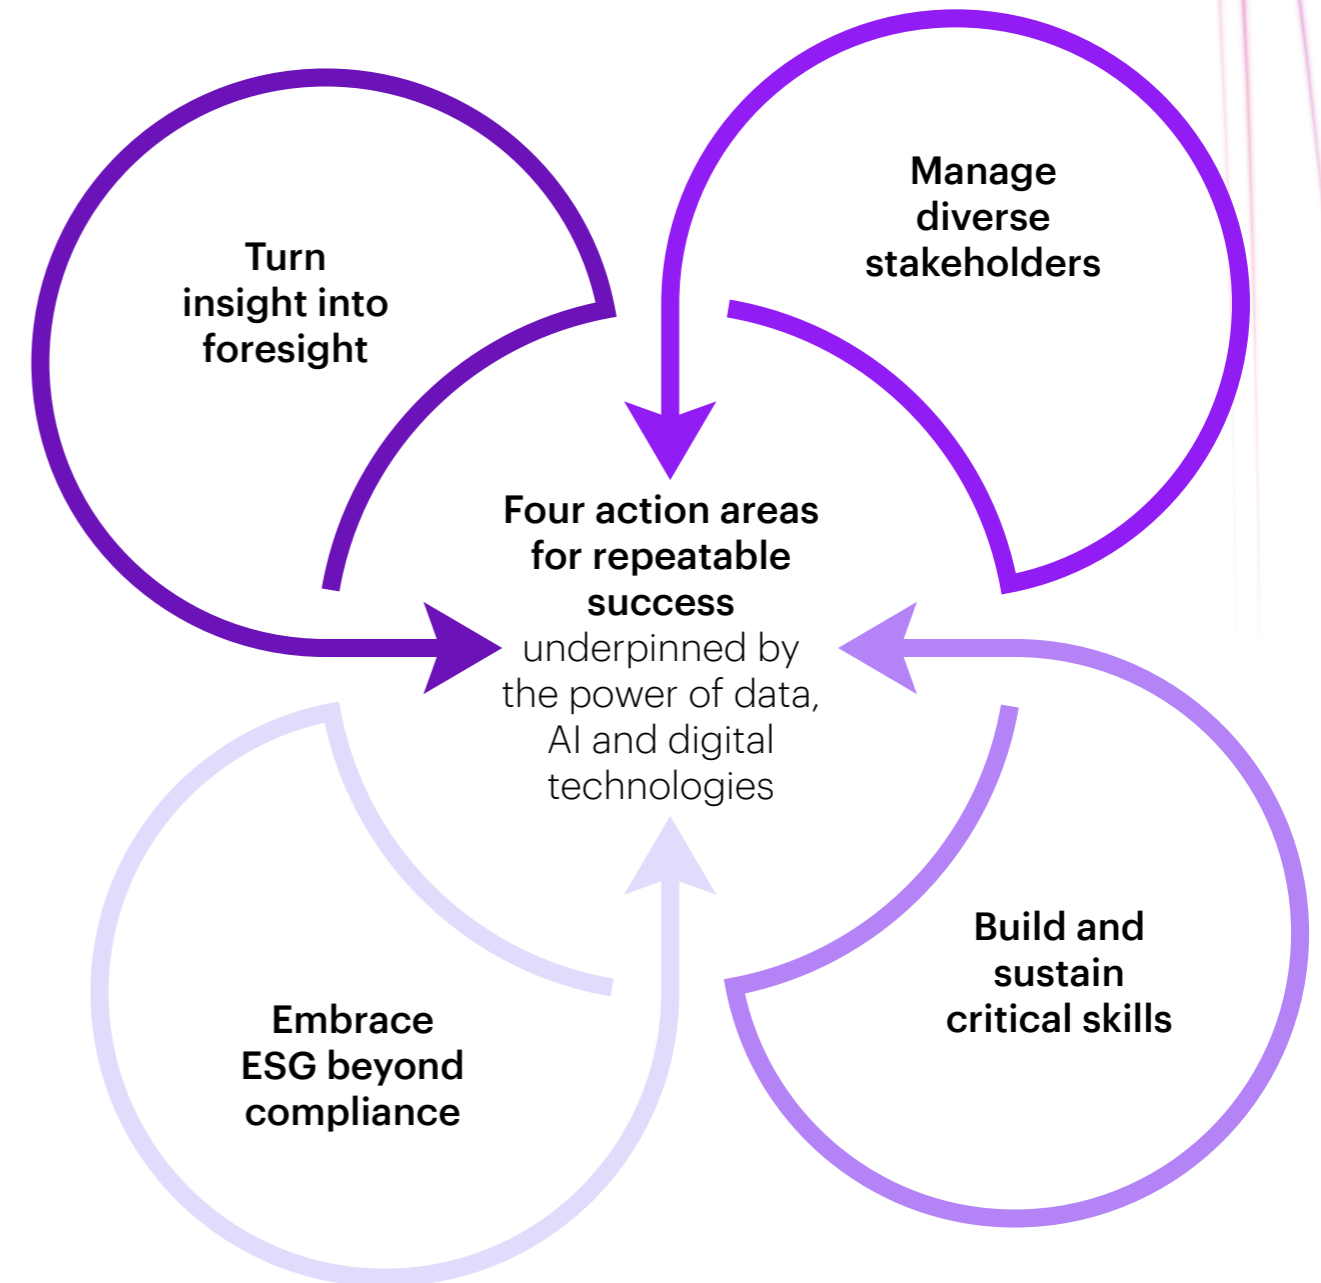 Turn
insight into
foresight
Manage
diverse
stakeholders
Four action areas
for repeatable
success
underpinned by
the power of data,
AI and digital
technologies
Embrace
ESG beyond
compliance
Build and
sustain
critical skills